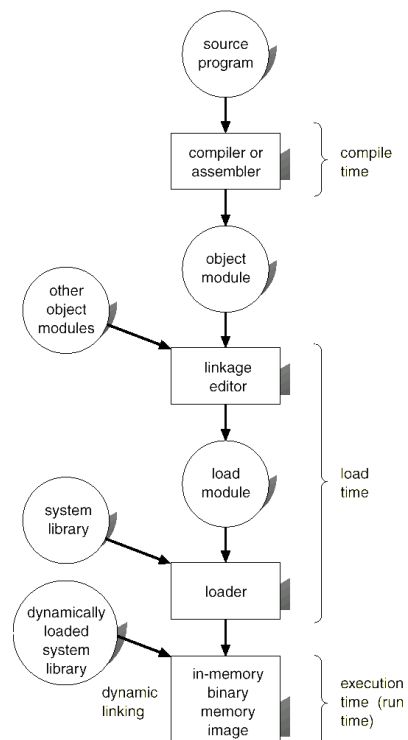 source
program
compiler or
assembler
compile
time
object
module
other
object
modules
linkage
editor
load
module
load
time
system
library
loader
dynamically
loaded
system
library
dynamic
linking
in-memory
binary
memory
image
execution
time (run
time)